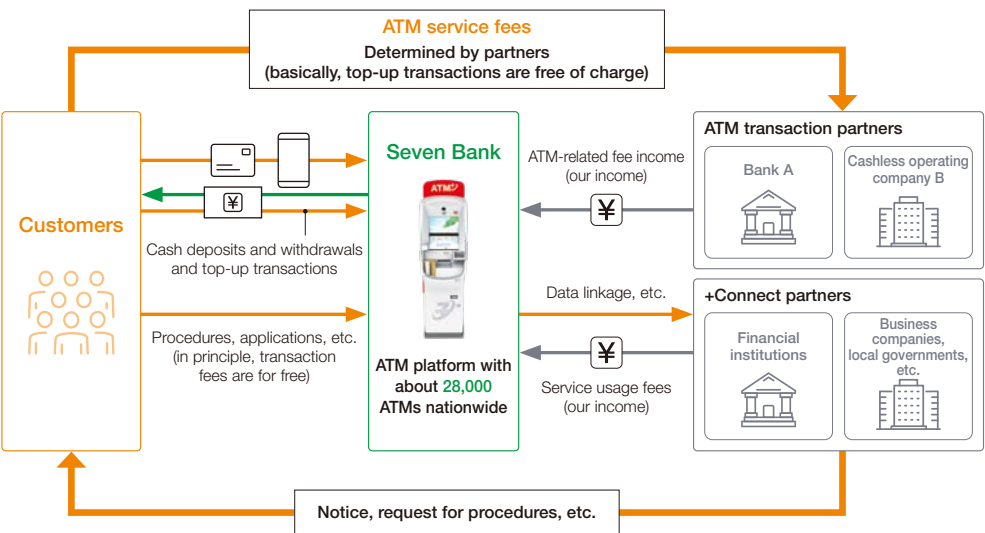 ATM service fees
Determined by partners
(basically, top-up transactions are free of charge)
Customers
¥
Cash deposits and withdrawals
and top-up transactions
Procedures, applications, etc.
(in principle, transaction
fees are for free)
Seven Bank
ATM
ATM platform with
about 28,000
ATMs nationwide
ATM-related fee income
(our income)
¥
Data linkage, etc.
¥
Service usage fees
(our income)
ATM transaction partners
Bank A
Cashless operating
company B
+Connect partners
Financial
institutions
Business
companies,
local governments,
etc.
Notice, request for procedures, etc.